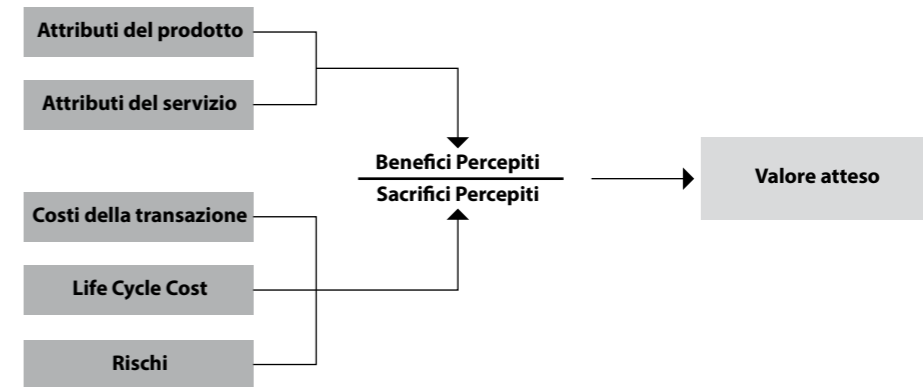 Attributi del prodotto
Attributi del servizio
Benefici Percepiti
Sacrifici Percepiti
Valore atteso
Costi della transazione
Life Cycle Cost
Rischi